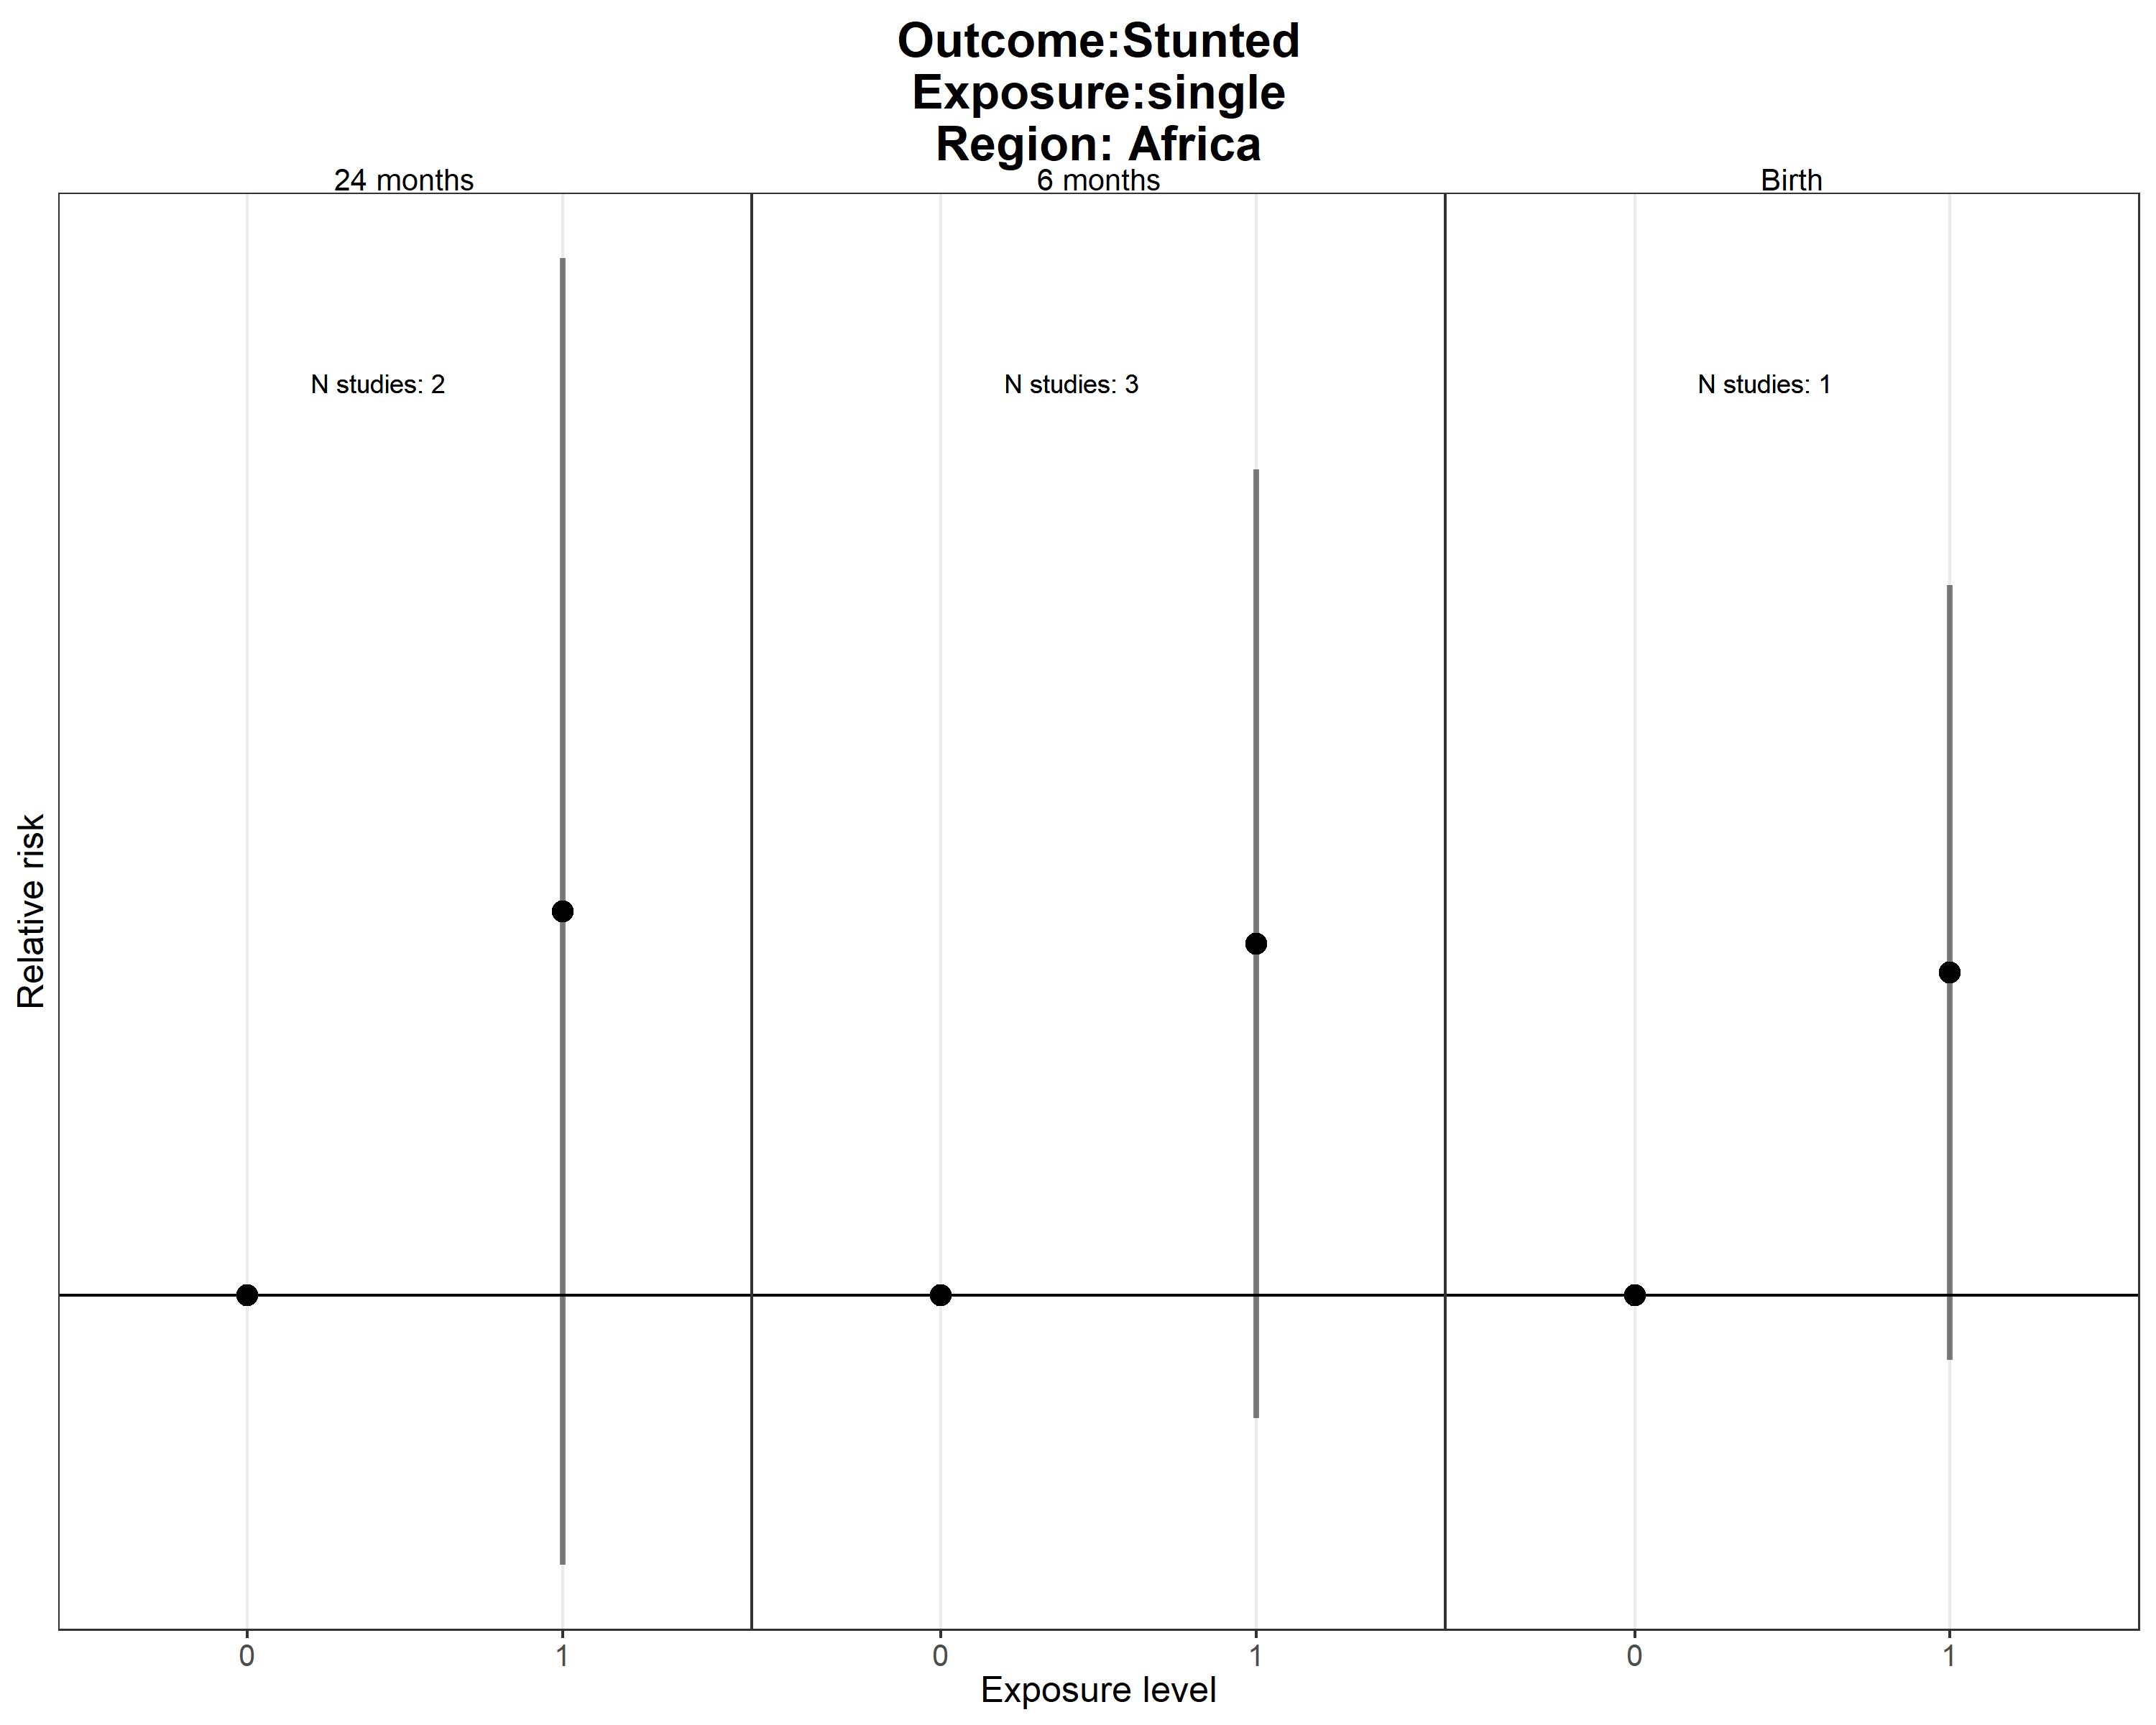 Outcome:Stunted
Exposure:single
Region: Africa
24 months
6 months
Birth
N studies: 2
N studies: 3
N studies: 1
Relative risk
0
1
0
1
0
1
Exposure level